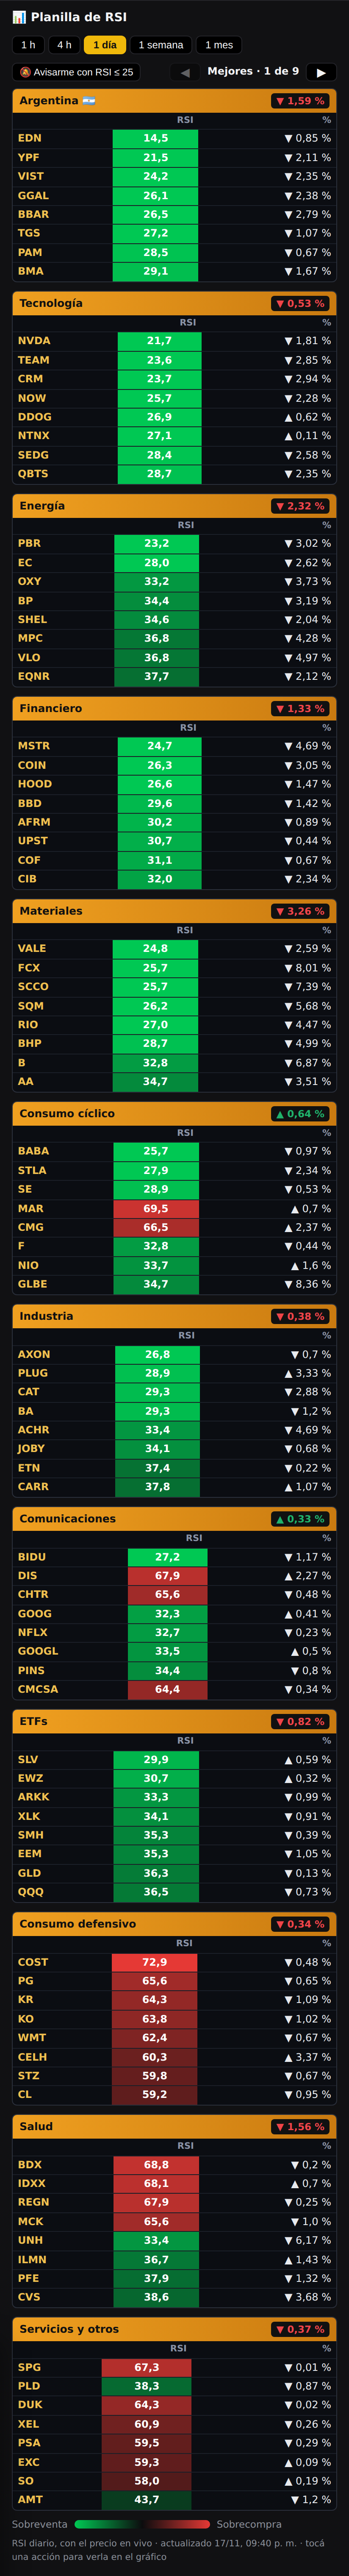 📊 Planilla de RSI
1 h 4 h 1 día 1 semana 1 mes
🔕 Avisarme con RSI ≤ 25 ◀ Mejores · 1 de 9 ▶
Argentina 🇦🇷 ▼ 1,59 %
RSI %
EDN 14,5 ▼ 0,85 %
YPF 21,5 ▼ 2,11 %
VIST 24,2 ▼ 2,35 %
GGAL 26,1 ▼ 2,38 %
BBAR 26,5 ▼ 2,79 %
TGS 27,2 ▼ 1,07 %
PAM 28,5 ▼ 0,67 %
BMA 29,1 ▼ 1,67 %
Tecnología ▼ 0,53 %
RSI %
NVDA 21,7 ▼ 1,81 %
TEAM 23,6 ▼ 2,85 %
CRM 23,7 ▼ 2,94 %
NOW 25,7 ▼ 2,28 %
DDOG 26,9 ▲ 0,62 %
NTNX 27,1 ▲ 0,11 %
SEDG 28,4 ▼ 2,58 %
QBTS 28,7 ▼ 2,35 %
Energía ▼ 2,32 %
RSI %
PBR 23,2 ▼ 3,02 %
EC 28,0 ▼ 2,62 %
OXY 33,2 ▼ 3,73 %
BP 34,4 ▼ 3,19 %
SHEL 34,6 ▼ 2,04 %
MPC 36,8 ▼ 4,28 %
VLO 36,8 ▼ 4,97 %
EQNR 37,7 ▼ 2,12 %
Financiero ▼ 1,33 %
RSI %
MSTR 24,7 ▼ 4,69 %
COIN 26,3 ▼ 3,05 %
HOOD 26,6 ▼ 1,47 %
BBD 29,6 ▼ 1,42 %
AFRM 30,2 ▼ 0,89 %
UPST 30,7 ▼ 0,44 %
COF 31,1 ▼ 0,67 %
CIB 32,0 ▼ 2,34 %
Materiales ▼ 3,26 %
RSI %
VALE 24,8 ▼ 2,59 %
FCX 25,7 ▼ 8,01 %
SCCO 25,7 ▼ 7,39 %
SQM 26,2 ▼ 5,68 %
RIO 27,0 ▼ 4,47 %
BHP 28,7 ▼ 4,99 %
B 32,8 ▼ 6,87 %
AA 34,7 ▼ 3,51 %
Consumo cíclico ▲ 0,64 %
RSI %
BABA 25,7 ▼ 0,97 %
STLA 27,9 ▼ 2,34 %
SE 28,9 ▼ 0,53 %
MAR 69,5 ▲ 0,7 %
CMG 66,5 ▲ 2,37 %
F 32,8 ▼ 0,44 %
NIO 33,7 ▲ 1,6 %
GLBE 34,7 ▼ 8,36 %
Industria ▼ 0,38 %
RSI %
AXON 26,8 ▼ 0,7 %
PLUG 28,9 ▲ 3,33 %
CAT 29,3 ▼ 2,88 %
BA 29,3 ▼ 1,2 %
ACHR 33,4 ▼ 4,69 %
JOBY 34,1 ▼ 0,68 %
ETN 37,4 ▼ 0,22 %
CARR 37,8 ▲ 1,07 %
Comunicaciones ▲ 0,33 %
RSI %
BIDU 27,2 ▼ 1,17 %
DIS 67,9 ▲ 2,27 %
CHTR 65,6 ▼ 0,48 %
GOOG 32,3 ▲ 0,41 %
NFLX 32,7 ▼ 0,23 %
GOOGL 33,5 ▲ 0,5 %
PINS 34,4 ▼ 0,8 %
CMCSA 64,4 ▼ 0,34 %
ETFs ▼ 0,82 %
RSI %
SLV 29,9 ▲ 0,59 %
EWZ 30,7 ▲ 0,32 %
ARKK 33,3 ▼ 0,99 %
XLK 34,1 ▼ 0,91 %
SMH 35,3 ▼ 0,39 %
EEM 35,3 ▼ 1,05 %
GLD 36,3 ▼ 0,13 %
QQQ 36,5 ▼ 0,73 %
Consumo defensivo ▼ 0,34 %
RSI %
COST 72,9 ▼ 0,48 %
PG 65,6 ▼ 0,65 %
KR 64,3 ▼ 1,09 %
KO 63,8 ▼ 1,02 %
WMT 62,4 ▼ 0,67 %
CELH 60,3 ▲ 3,37 %
STZ 59,8 ▼ 0,67 %
CL 59,2 ▼ 0,95 %
Salud ▼ 1,56 %
RSI %
BDX 68,8 ▼ 0,2 %
IDXX 68,1 ▲ 0,7 %
REGN 67,9 ▼ 0,25 %
MCK 65,6 ▼ 1,0 %
UNH 33,4 ▼ 6,17 %
ILMN 36,7 ▲ 1,43 %
PFE 37,9 ▼ 1,32 %
CVS 38,6 ▼ 3,68 %
Servicios y otros ▼ 0,37 %
RSI %
SPG 67,3 ▼ 0,01 %
PLD 38,3 ▼ 0,87 %
DUK 64,3 ▼ 0,02 %
XEL 60,9 ▼ 0,26 %
PSA 59,5 ▼ 0,29 %
EXC 59,3 ▲ 0,09 %
SO 58,0 ▲ 0,19 %
AMT 43,7 ▼ 1,2 %
Sobreventa Sobrecompra
RSI diario, con el precio en vivo · actualizado 17/11, 09:40 p. m. · tocá
una acción para verla en el gráfico